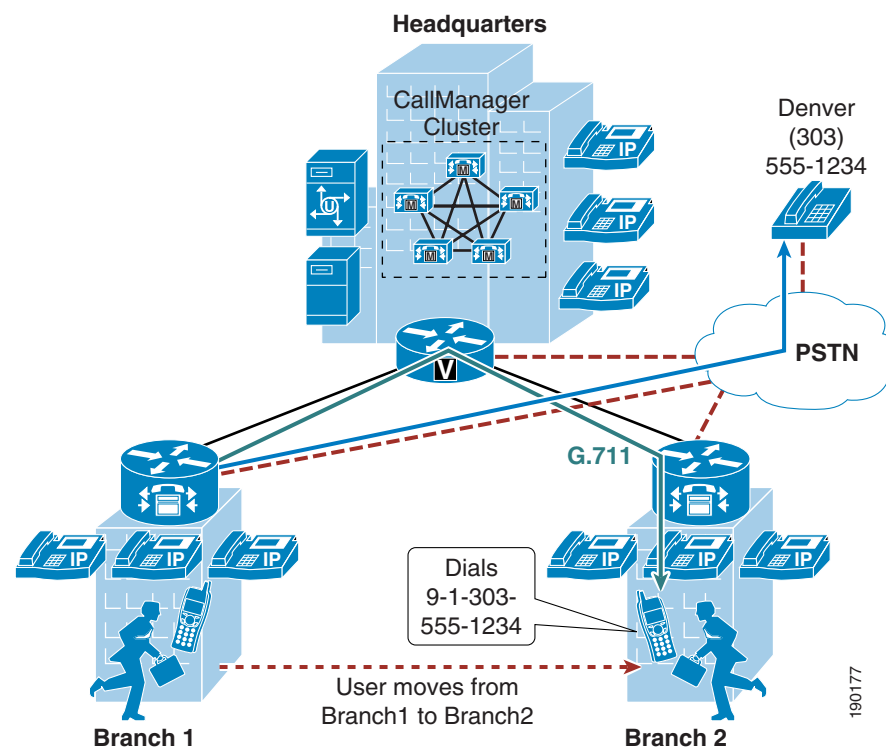 Headquarters
CallManager
Cluster
M
M
M
M
M
U
IP
IP
IP
Denver
(303)
555-1234
PSTN
V
G.711
IP
IP
IP
IP
IP
IP
Dials
9-1-303-
555-1234
User moves from
Branch1 to Branch2
Branch 1
Branch 2
190177